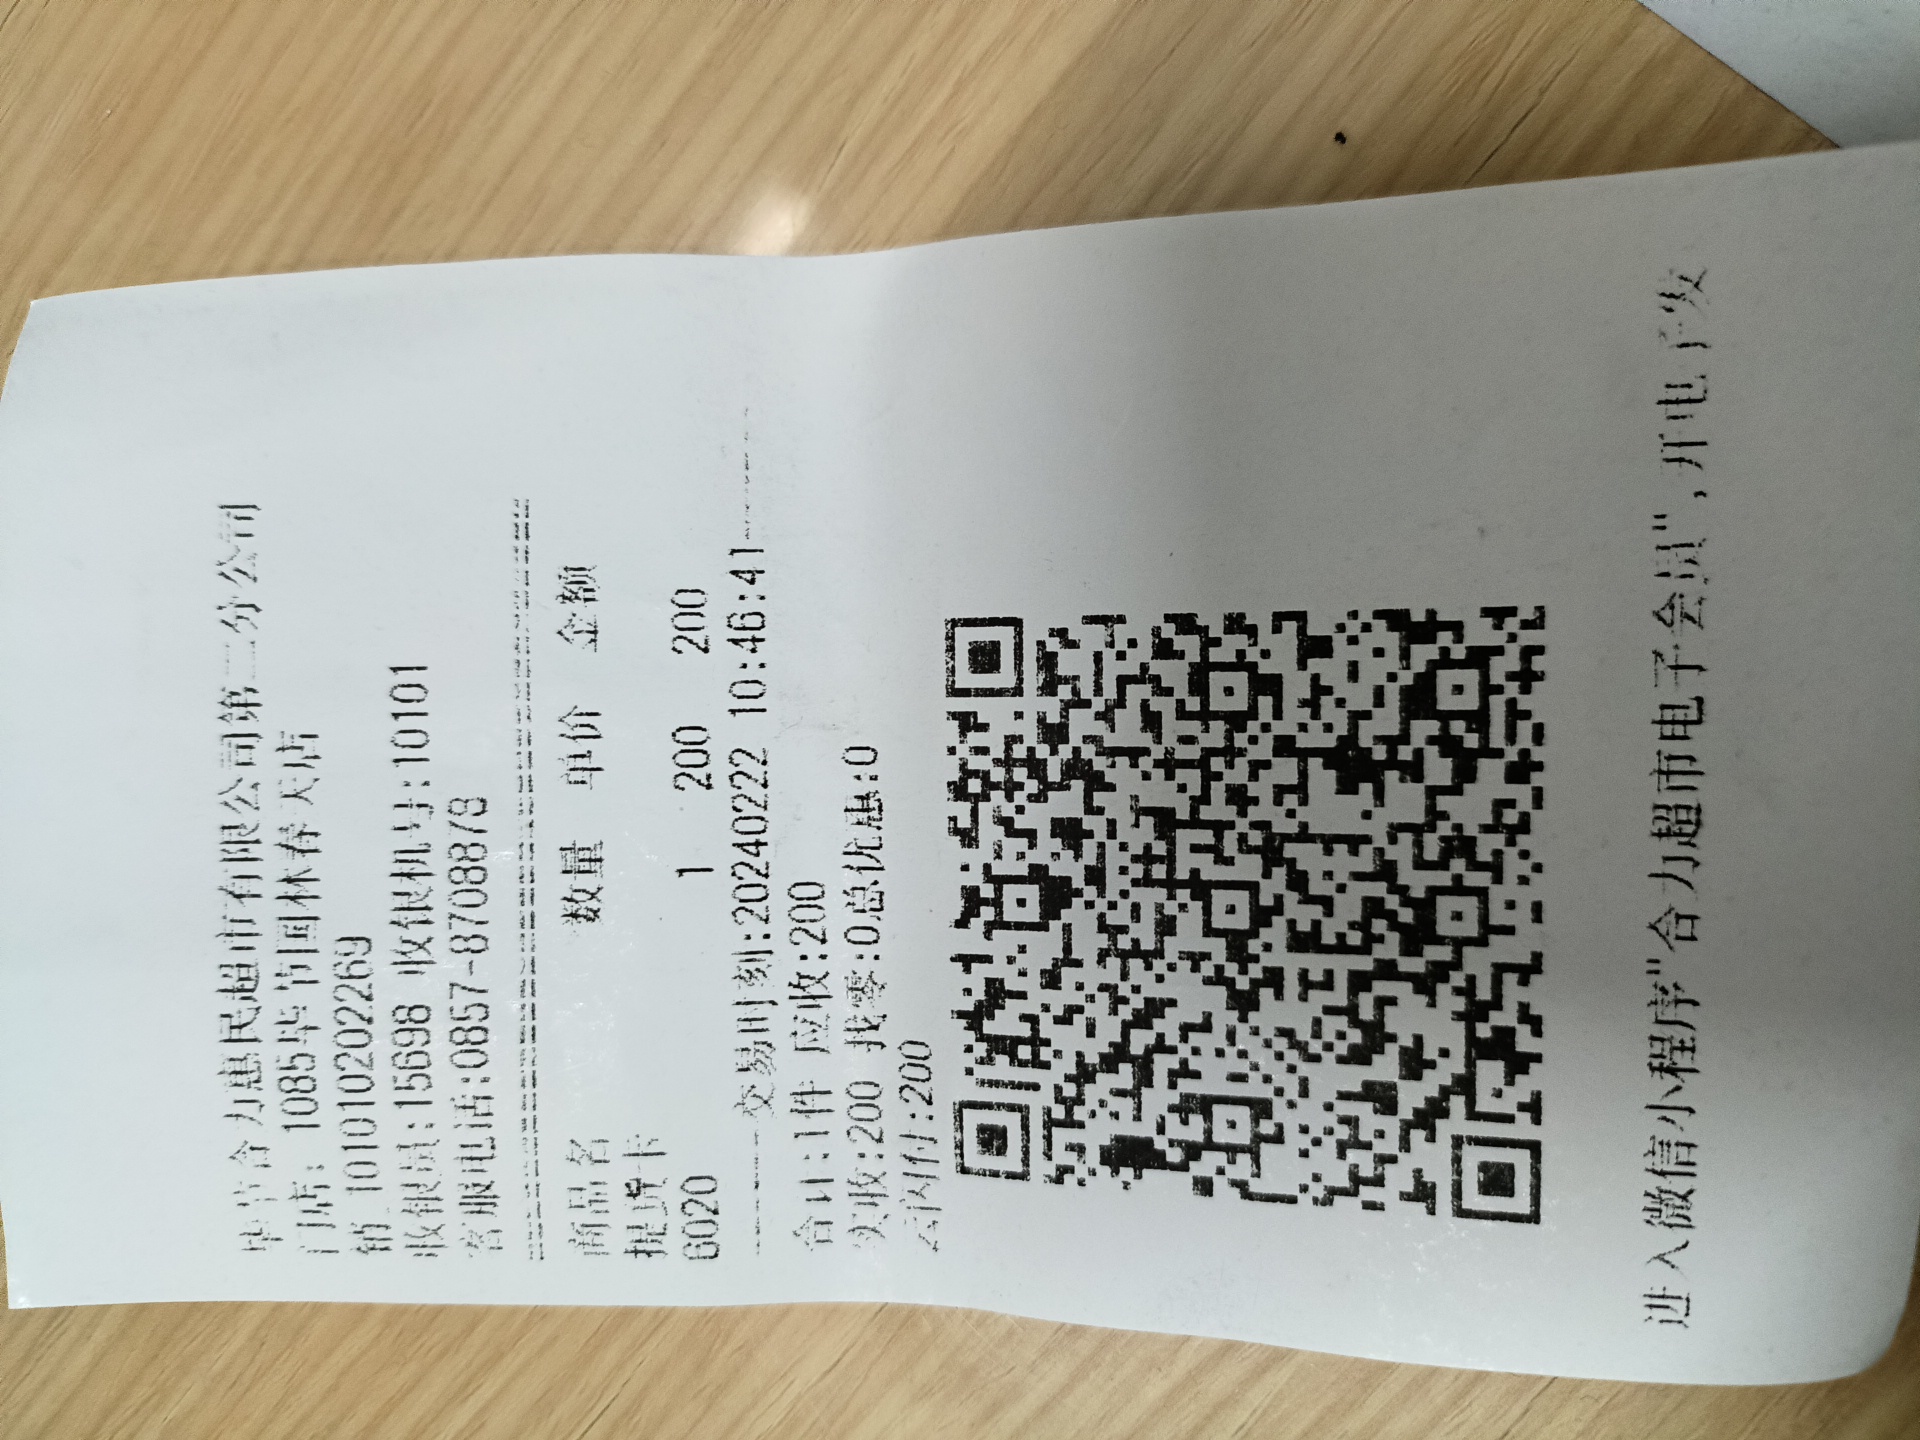 毕节合力惠民超市有限公司第二分公司
门店: 1085毕节国林春天店
销 1010102022269
收银员:15698 收银机号:10101
客服电话:0857-8708878
商品名 数量 单价 金额
提货卡
6020 1 200 200
交易时刻:20240222 10:46:41
合计:1件 应收:200
实收:200 找零:0总优惠:0
云闪付:200
进入微信小程序"合力超市电子会员",开电子发